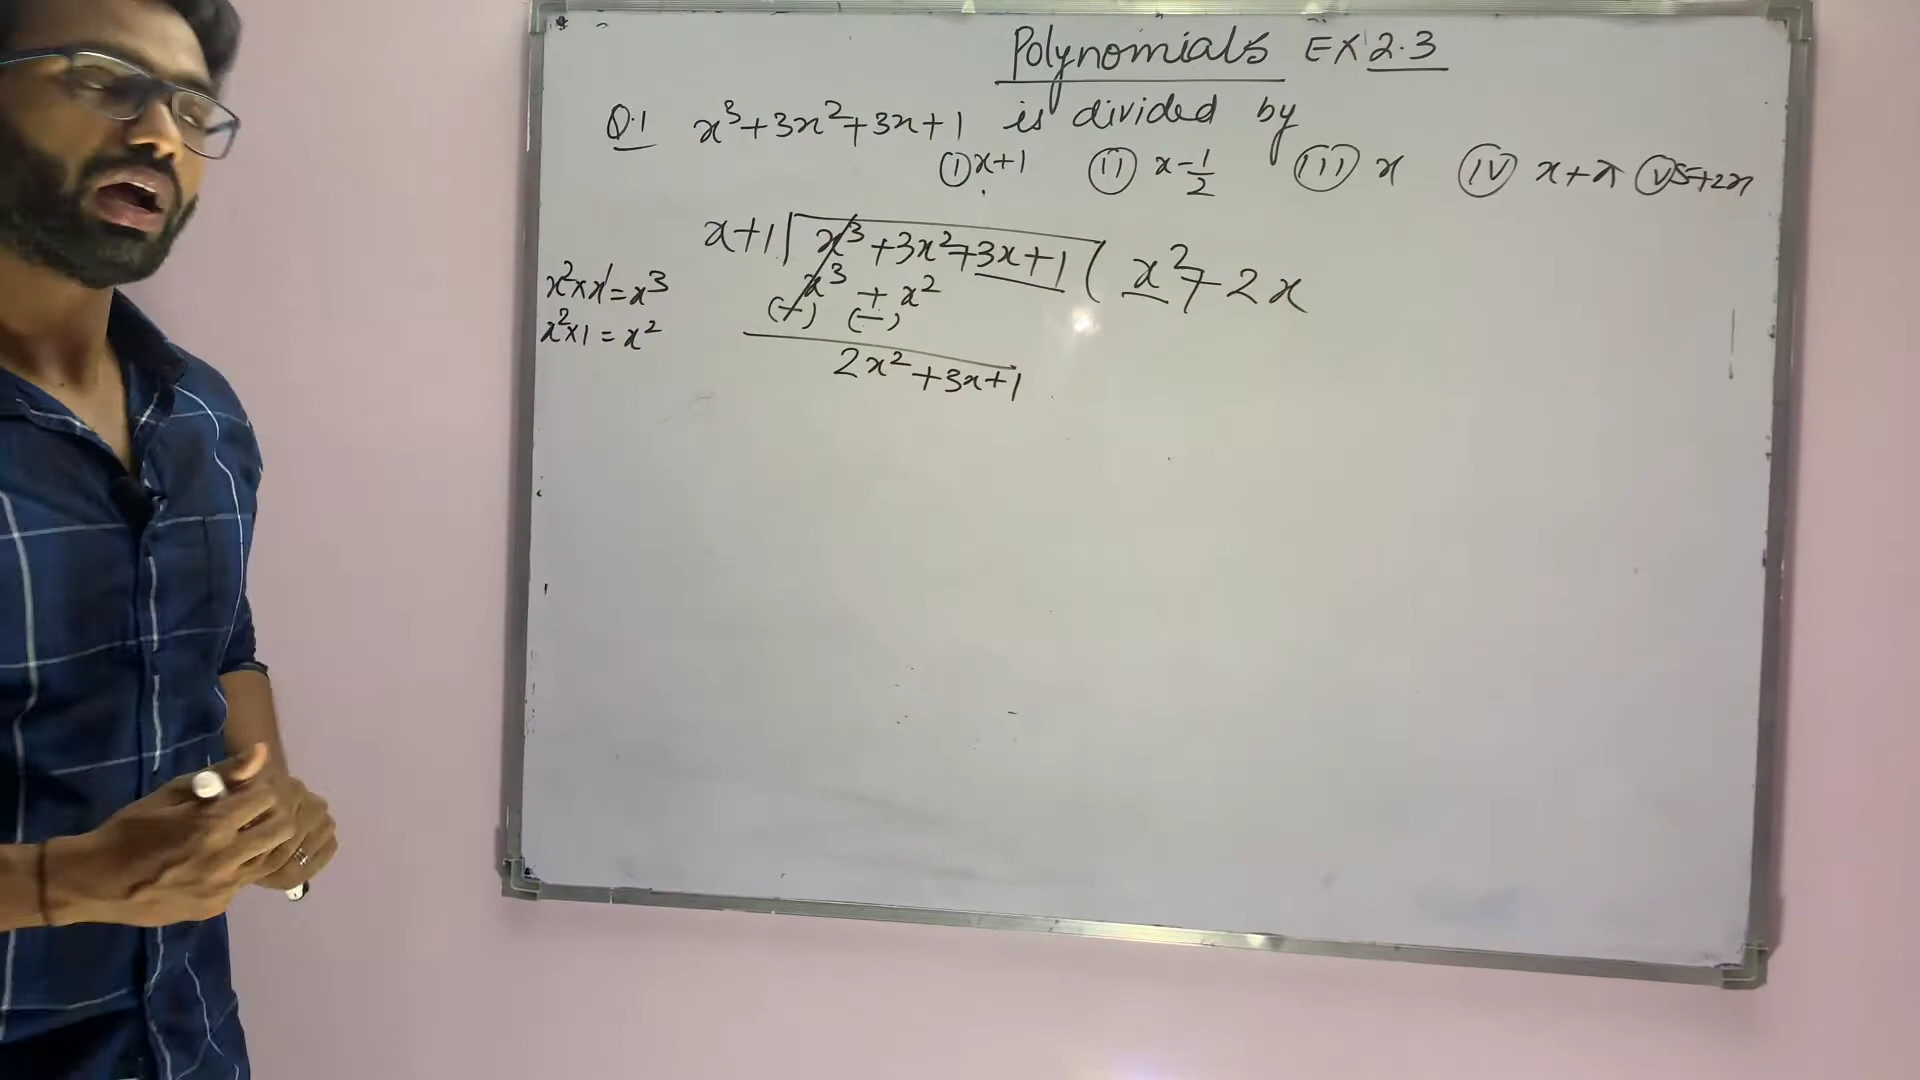 Polynomials EX 2.3
Q.1 x³+3x²+3x+1 is divided by
(i) x+1 (ii) x-1/2 (iii) x (iv) x+π (v) 5+2x
x+1 | x³+3x²+3x+1 ( x²+2x
x²×x=x³ x³ + x²
(-) (-)
x²×1 = x²
2x²+3x+1